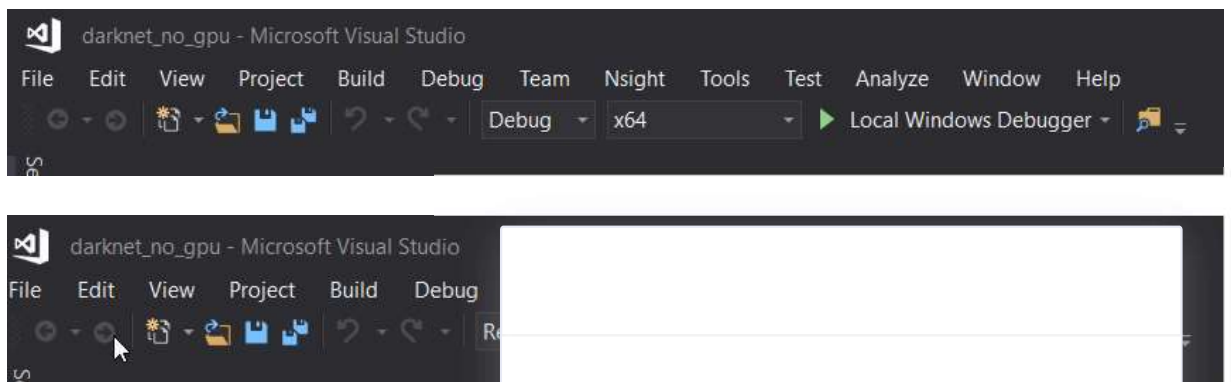 darknet_no_gpu - Microsoft Visual Studio
File Edit View Project Build Debug Team Nsight Tools Test Analyze Window Help
Debug x64 Local Windows Debugger
darknet_no_gpu - Microsoft Visual Studio
File Edit View Project Build Debug